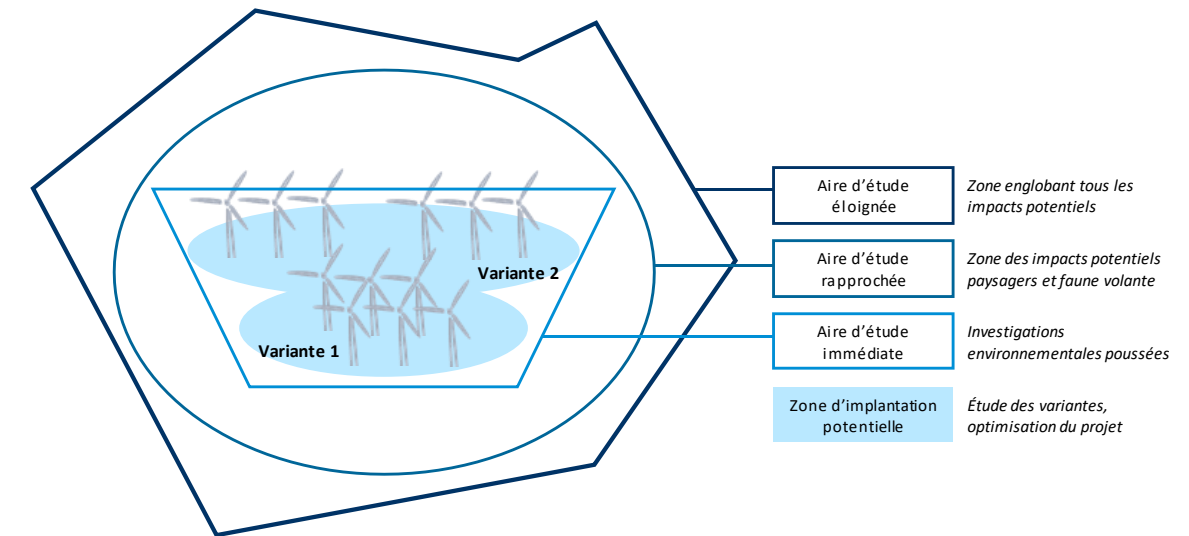 Variante 2
Variante 1
Aire d'étude
éloignée
Zone englobant tous les
impacts potentiels
Aire d'étude
rapprochée
Zone des impacts potentiels
paysagers et faune volante
Aire d'étude
immédiate
Investigations
environnementales poussées
Zone d'implantation
potentielle
Étude des variantes,
optimisation du projet